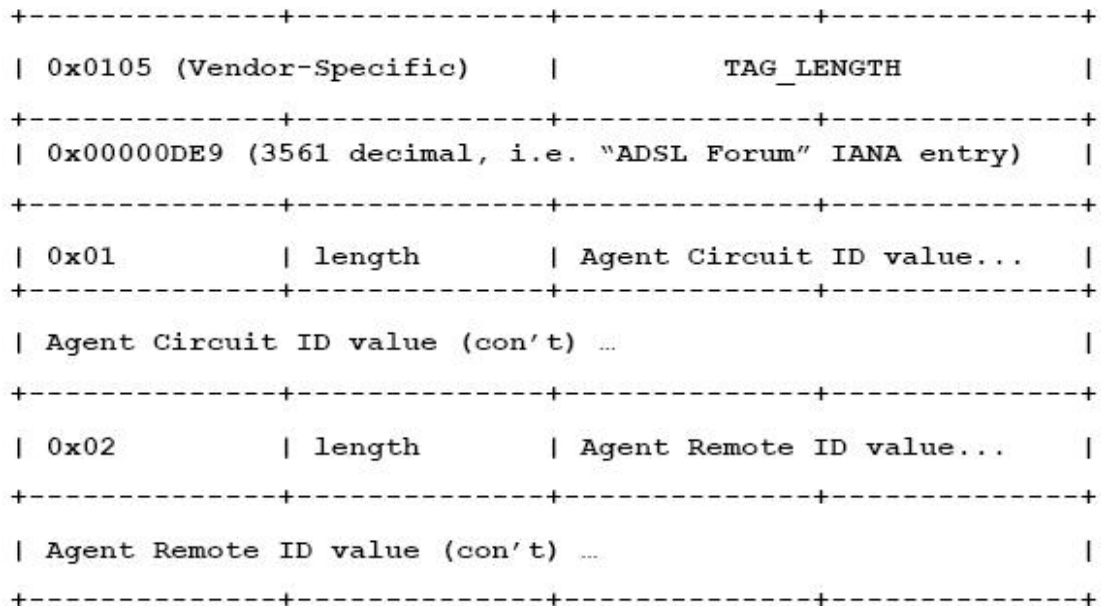 +--------------+--------------+--------------+--------------+
| 0x0105 (Vendor-Specific) | TAG_LENGTH |
+--------------+--------------+--------------+--------------+
| 0x00000DE9 (3561 decimal, i.e. “ADSL Forum” IANA entry) |
+--------------+--------------+--------------+--------------+
| 0x01 | length | Agent Circuit ID value... |
+--------------+--------------+--------------+--------------+
| Agent Circuit ID value (con’t) … |
+--------------+--------------+--------------+--------------+
| 0x02 | length | Agent Remote ID value... |
+--------------+--------------+--------------+--------------+
| Agent Remote ID value (con’t) … |
+--------------+--------------+--------------+--------------+